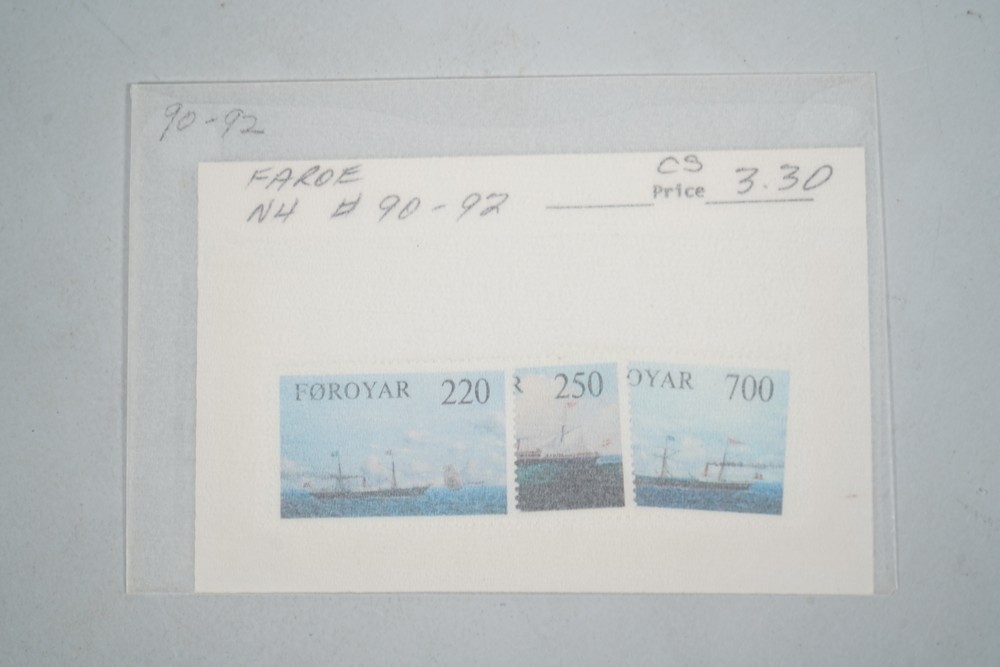 90-92
FAROE CS
N4 # 90-92 Price 3.30
FØROYAR 220 R 250 OYAR 700